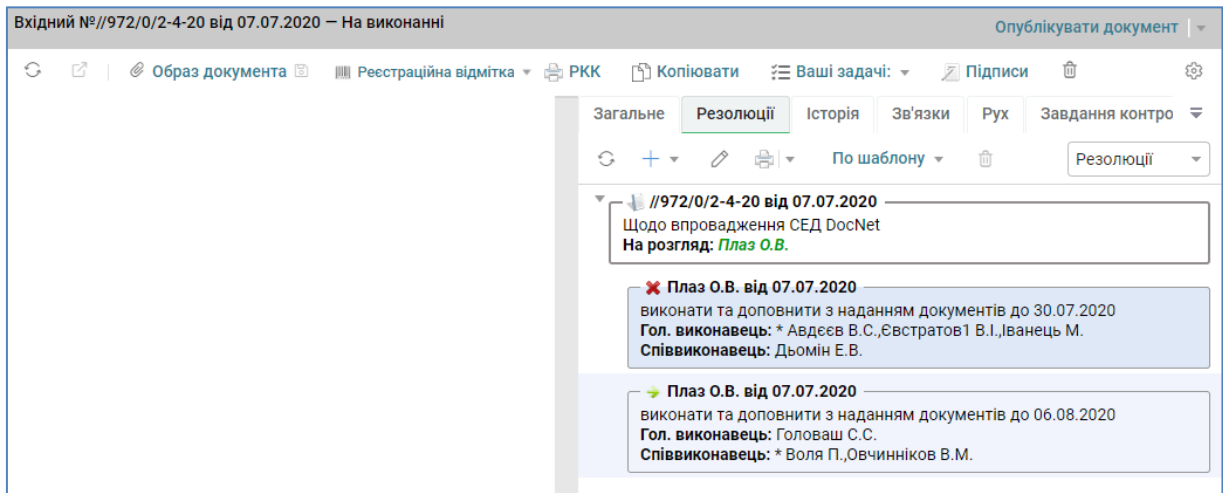 Вхідний №//972/0/2-4-20 від 07.07.2020 — На виконанні
Опублікувати документ
Образ документа
Реєстраційна відмітка
РКК
Копіювати
Ваші задачі:
Підписи
Загальне
Резолюції
Історія
Зв'язки
Рух
Завдання контро
По шаблону
Резолюції
//972/0/2-4-20 від 07.07.2020
Щодо впровадження СЕД DocNet
На розгляд: Плаз О.В.
Плаз О.В. від 07.07.2020
виконати та доповнити з наданням документів до 30.07.2020
Гол. виконавець: * Авдєєв В.С.,Євстратов1 В.І.,Іванець М.
Співвиконавець: Дьомін Е.В.
Плаз О.В. від 07.07.2020
виконати та доповнити з наданням документів до 06.08.2020
Гол. виконавець: Головаш С.С.
Співвиконавець: * Воля П.,Овчинніков В.М.